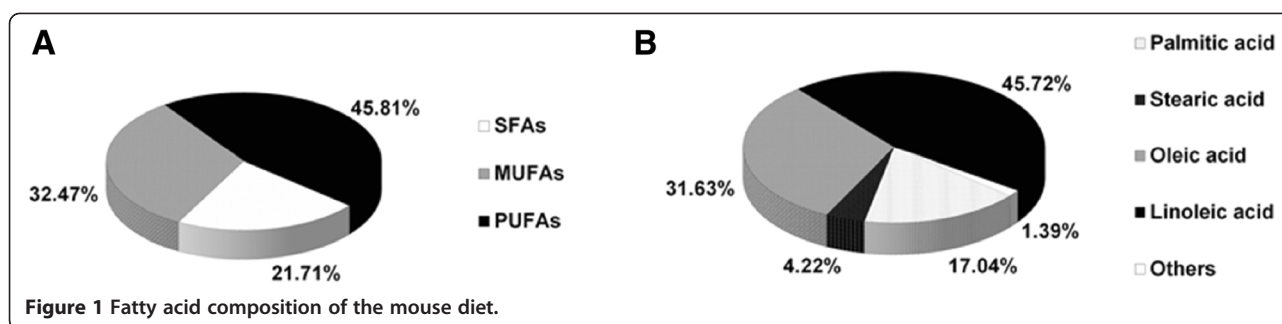 A
45.81%
32.47%
21.71%
SFAs
MUFAs
PUFAs
B
45.72%
31.63%
4.22%
17.04%
1.39%
Palmitic acid
Stearic acid
Oleic acid
Linoleic acid
Others
Figure 1 Fatty acid composition of the mouse diet.